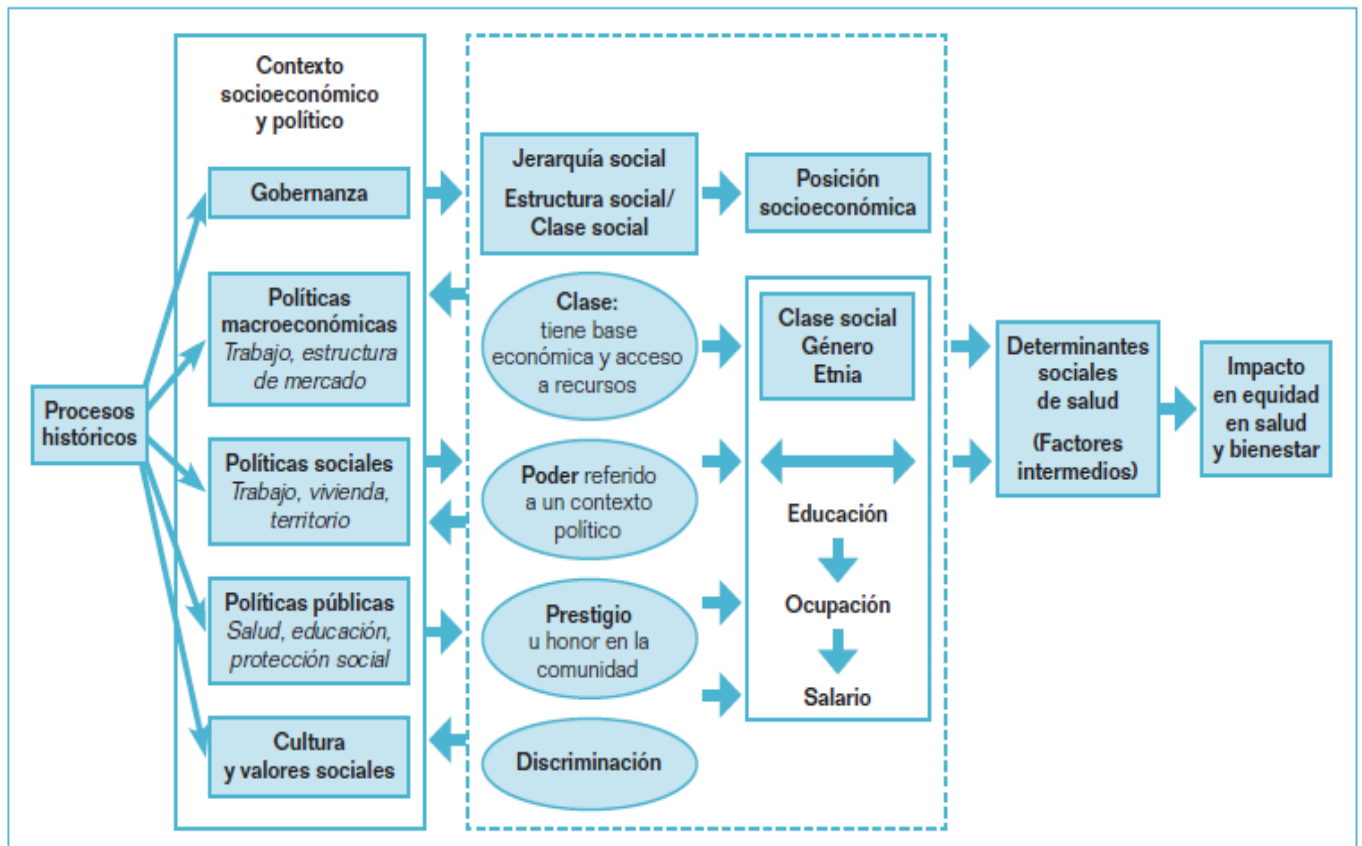 Contexto
socioeconómico
y político
Procesos
históricos
Gobernanza
Políticas
macroeconómicas
Trabajo, estructura
de mercado
Políticas sociales
Trabajo, vivienda,
territorio
Políticas públicas
Salud, educación,
protección social
Cultura
y valores sociales
Jerarquía social
Estructura social/
Clase social
Clase:
tiene base
económica y acceso
a recursos
Poder referido
a un contexto
político
Prestigio
u honor en la
comunidad
Discriminación
Posición
socioeconómica
Clase social
Género
Etnia
Educación
Ocupación
Salario
Determinantes
sociales
de salud
(Factores
intermedios)
Impacto
en equidad
en salud
y bienestar